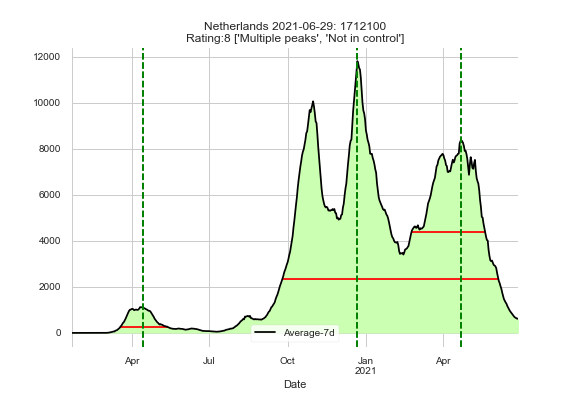 Netherlands 2021-06-29: 1712100
Rating:8 ['Multiple peaks', 'Not in control']
12000
10000
8000
6000
4000
2000
0
Average-7d
Apr
Jul
Oct
Jan
2021
Apr
Date